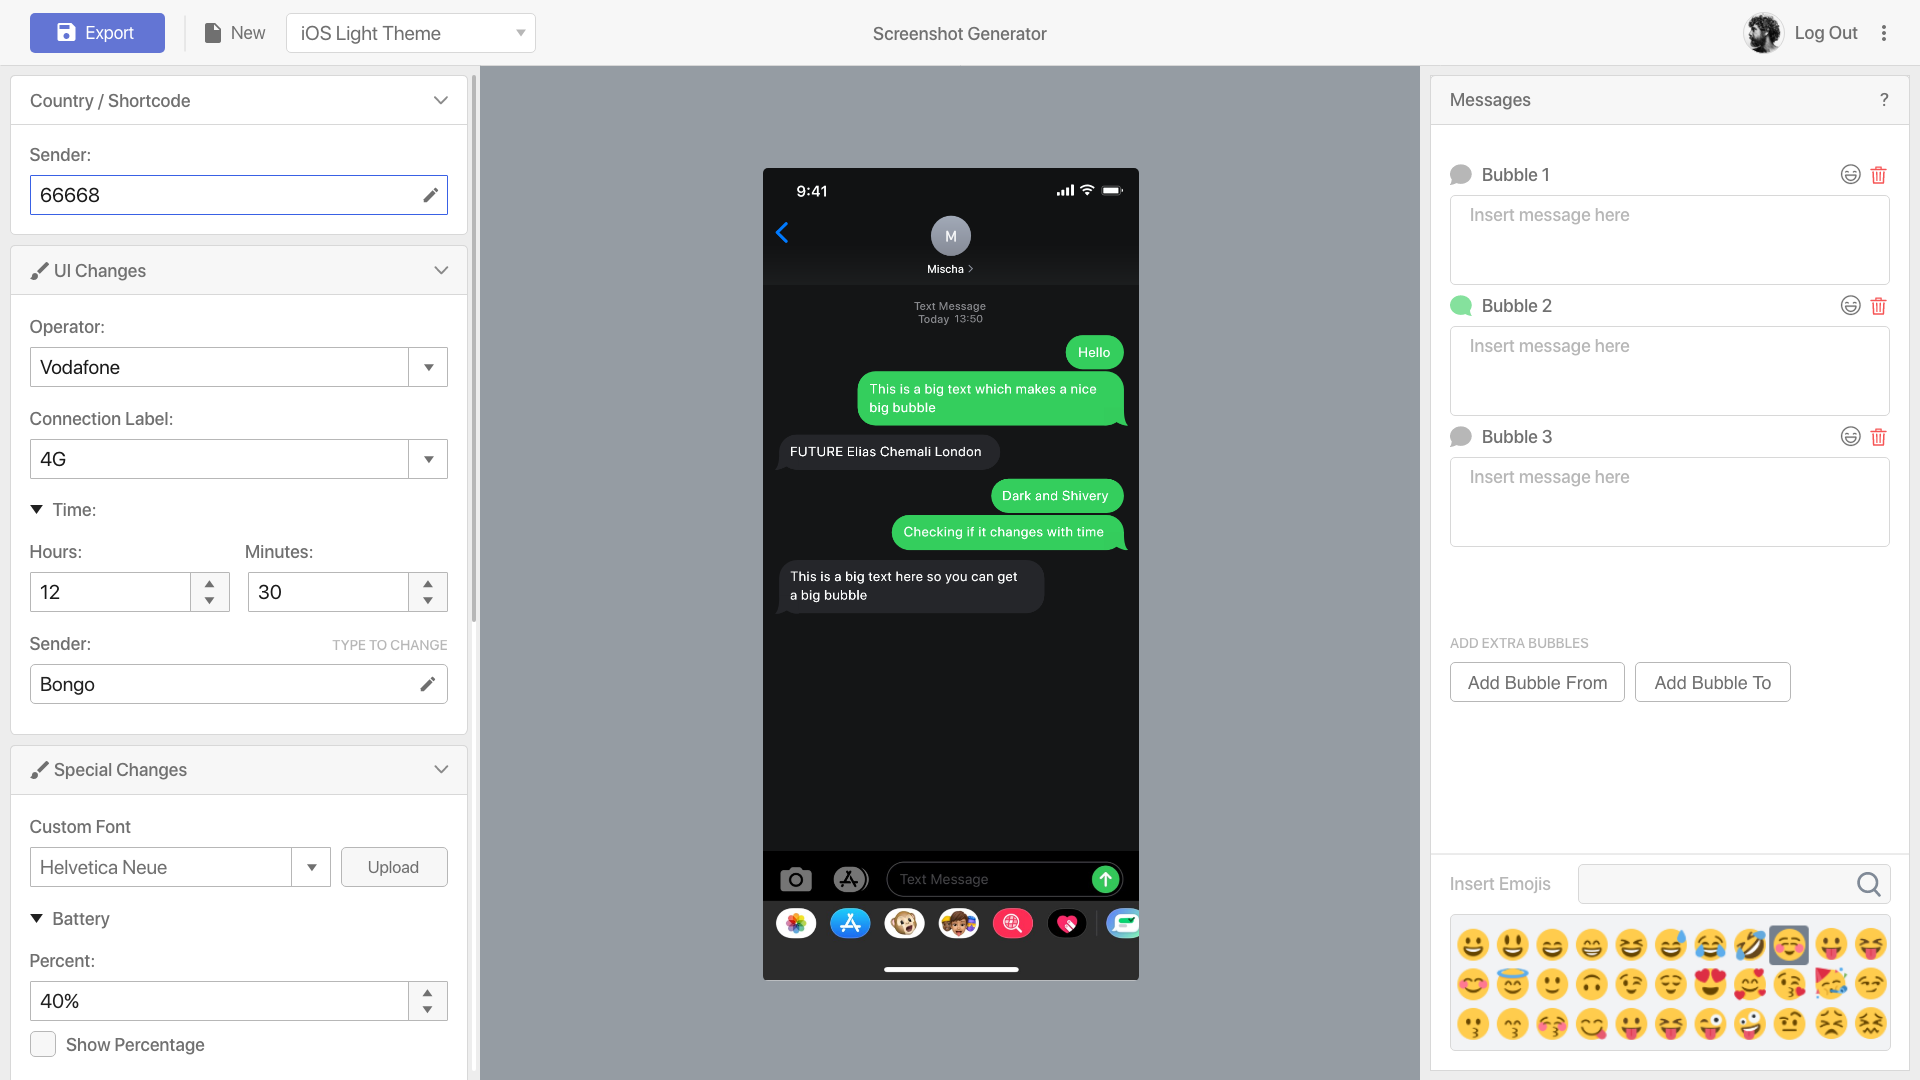 Export
New
iOS Light Theme
Screenshot Generator
Log Out
Country / Shortcode
Sender:
66668
UI Changes
Operator:
Vodafone
Connection Label:
4G
Time:
Hours:
Minutes:
12
30
Sender:
TYPE TO CHANGE
Bongo
Special Changes
Custom Font
Helvetica Neue
Upload
Battery
Percent:
40%
Show Percentage
9:41
M
Mischa
Text Message
Today 13:50
Hello
This is a big text which makes a nice
big bubble
FUTURE Elias Chemali London
Dark and Shivery
Checking if it changes with time
This is a big text here so you can get
a big bubble
Text Message
Messages
?
Bubble 1
Insert message here
Bubble 2
Insert message here
Bubble 3
Insert message here
ADD EXTRA BUBBLES
Add Bubble From
Add Bubble To
Insert Emojis